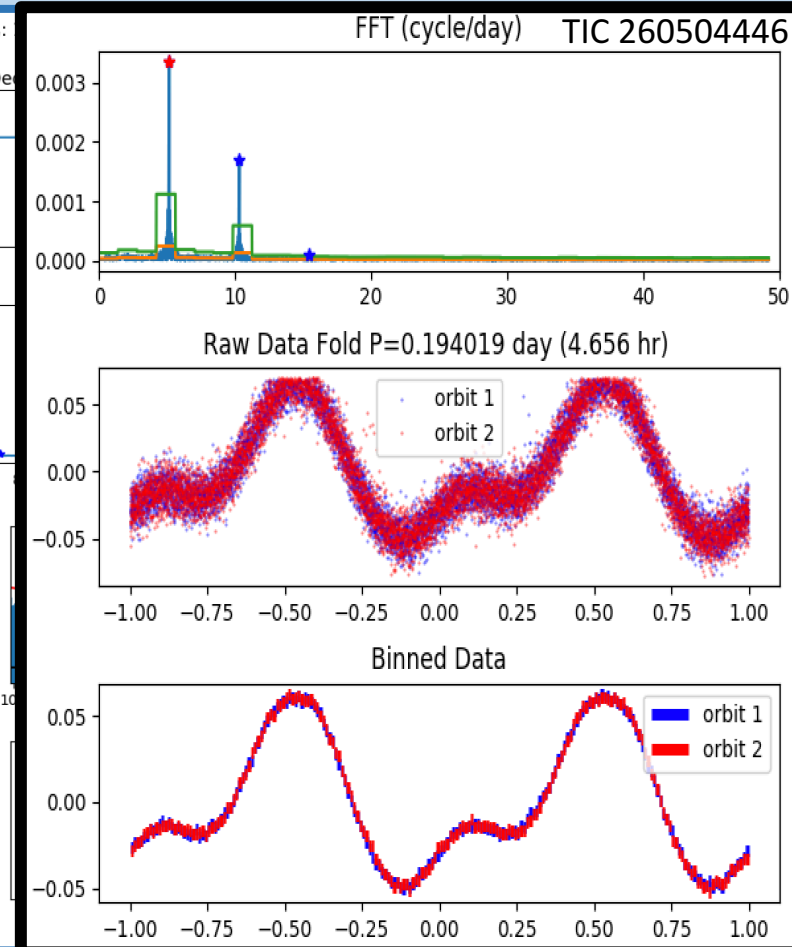 FFT (cycle/day) TIC 260504446
0.003
0.002
0.001
0.000
0 10 20 30 40 50
Raw Data Fold P=0.194019 day (4.656 hr)
0.05
0.00
−0.05
orbit 1
orbit 2
−1.00 −0.75 −0.50 −0.25 0.00 0.25 0.50 0.75 1.00
Binned Data
0.05
0.00
−0.05
orbit 1
orbit 2
−1.00 −0.75 −0.50 −0.25 0.00 0.25 0.50 0.75 1.00